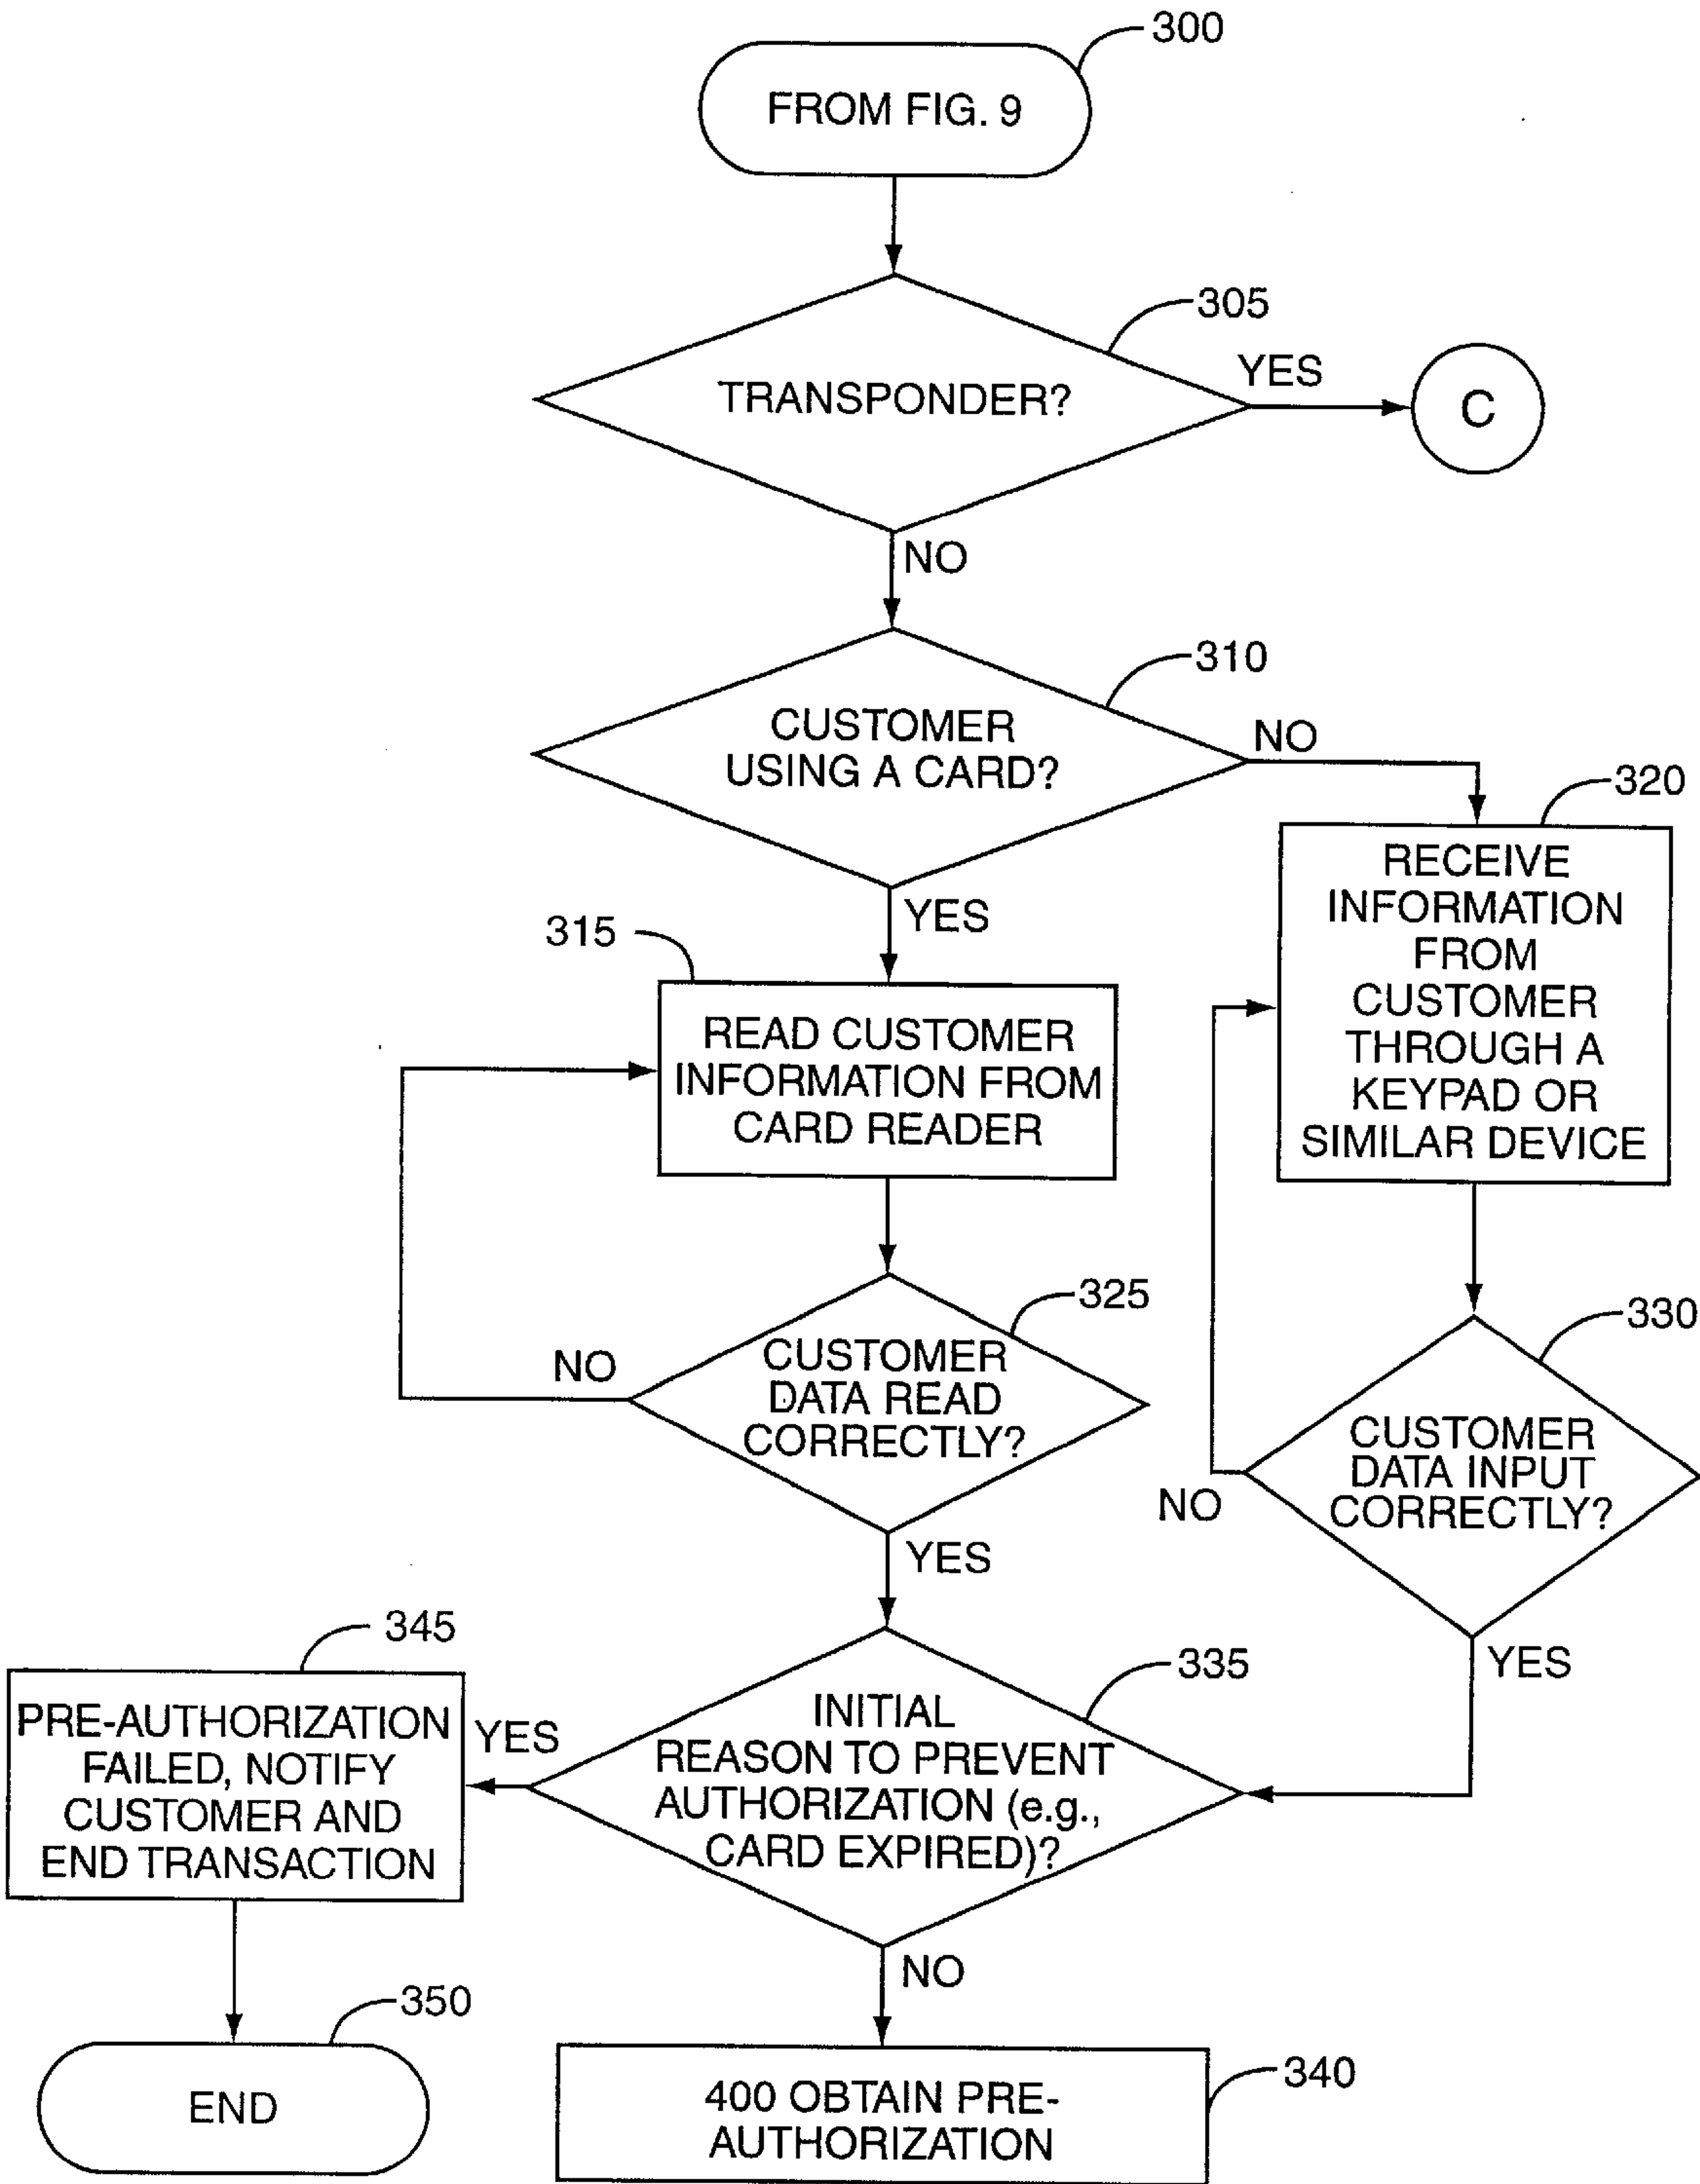 300
FROM FIG. 9
305
TRANSPONDER?
YES
C
NO
310
CUSTOMER
USING A CARD?
NO
320
RECEIVE
INFORMATION
FROM
CUSTOMER
THROUGH A
KEYPAD OR
SIMILAR DEVICE
YES
315
READ CUSTOMER
INFORMATION FROM
CARD READER
325
CUSTOMER
DATA READ
CORRECTLY?
NO
330
CUSTOMER
DATA INPUT
CORRECTLY?
NO
YES
YES
345
PRE-AUTHORIZATION
FAILED, NOTIFY
CUSTOMER AND
END TRANSACTION
YES
335
INITIAL
REASON TO PREVENT
AUTHORIZATION (e.g.,
CARD EXPIRED)?
NO
350
END
340
400 OBTAIN PRE-
AUTHORIZATION